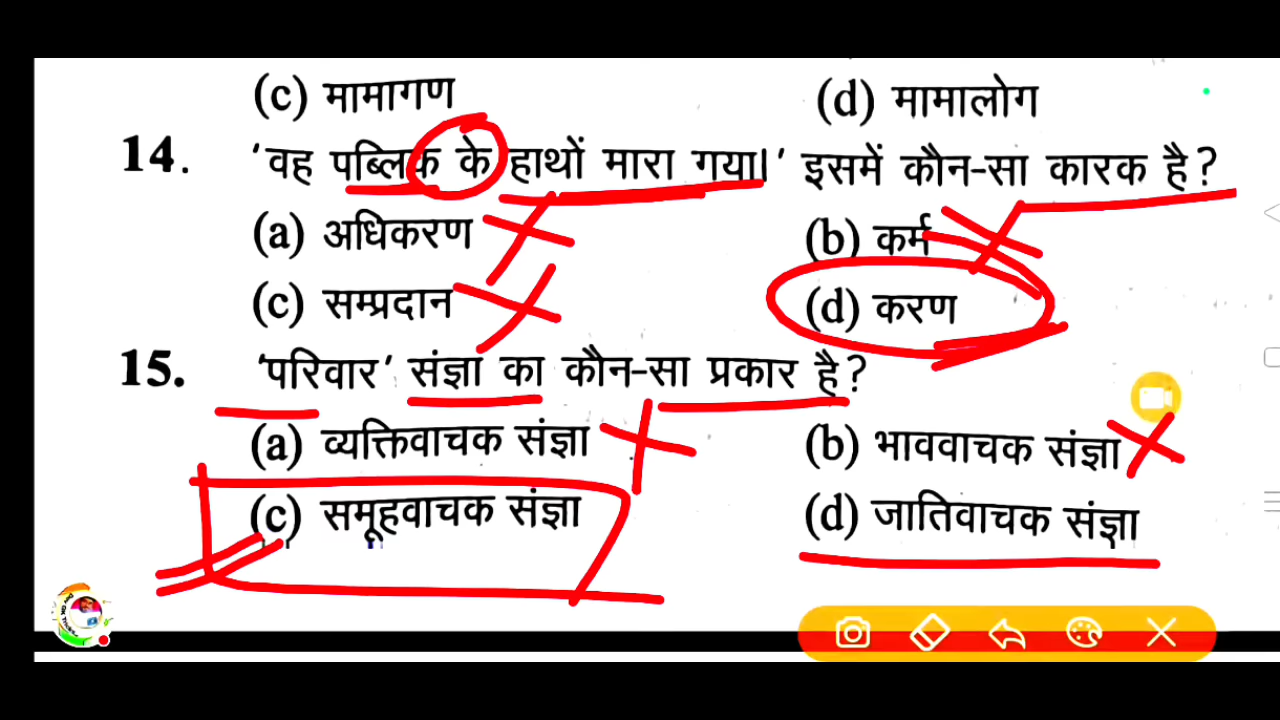 (c) मामागण (d) मामालोग
14. 'वह पब्लिक के हाथों मारा गया।' इसमें कौन-सा कारक है?
(a) अधिकरण (b) कर्म
(c) सम्प्रदान (d) करण
15. 'परिवार' संज्ञा का कौन-सा प्रकार है?
(a) व्यक्तिवाचक संज्ञा (b) भाववाचक संज्ञा
(c) समूहवाचक संज्ञा (d) जातिवाचक संज्ञा